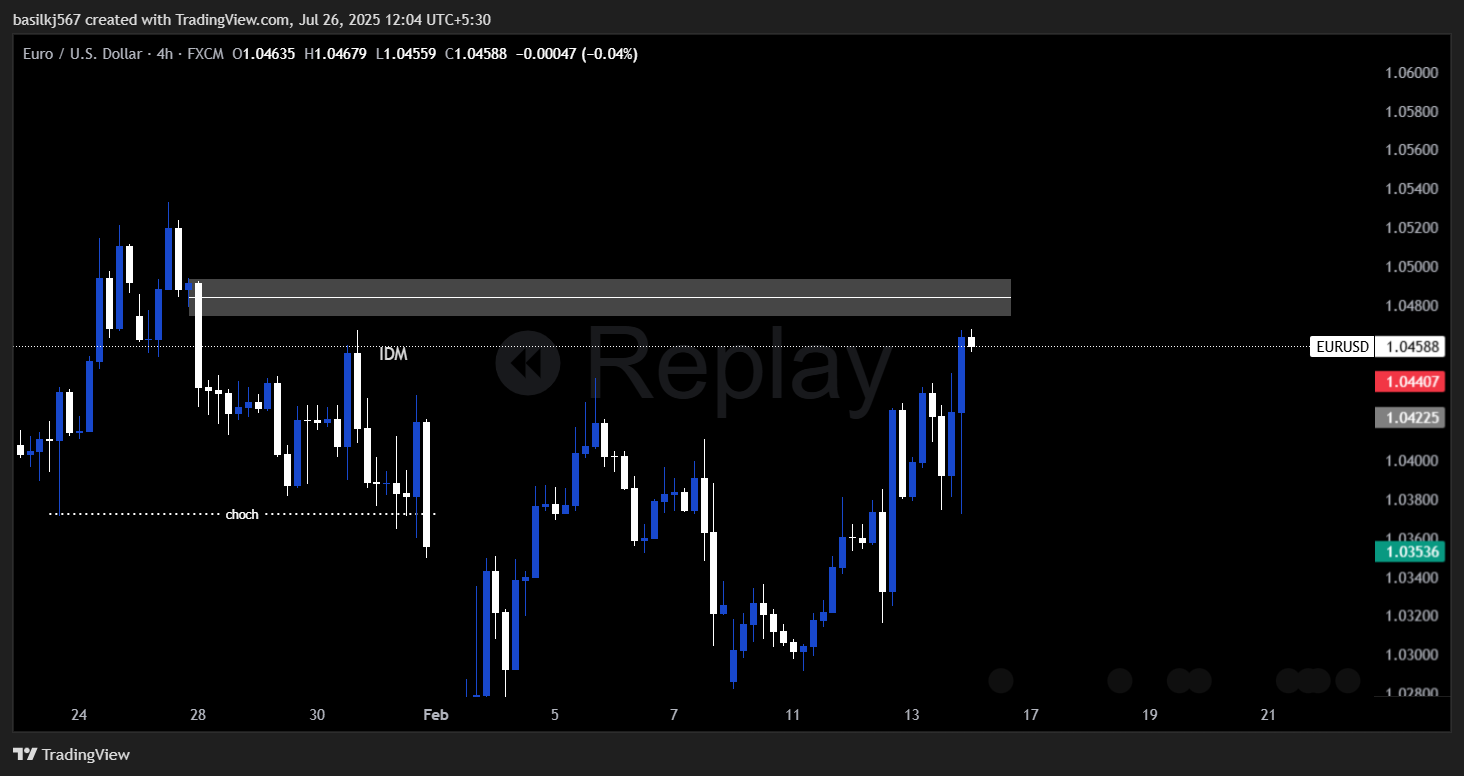 basilkj567 created with TradingView.com, Jul 26, 2025 12:04 UTC+5:30
Euro / U.S. Dollar · 4h · FXCM O1.04635 H1.04679 L1.04559 C1.04588 −0.00047 (−0.04%)
1.06000
1.05800
1.05600
1.05400
1.05200
1.05000
1.04800
IDM
Replay
EURUSD 1.04588
1.04407
1.04225
1.04000
1.03800
choch
1.03600
1.03536
1.03400
1.03200
1.03000
1.02800
24 28 30 Feb 5 7 11 13 17 19 21
TradingView